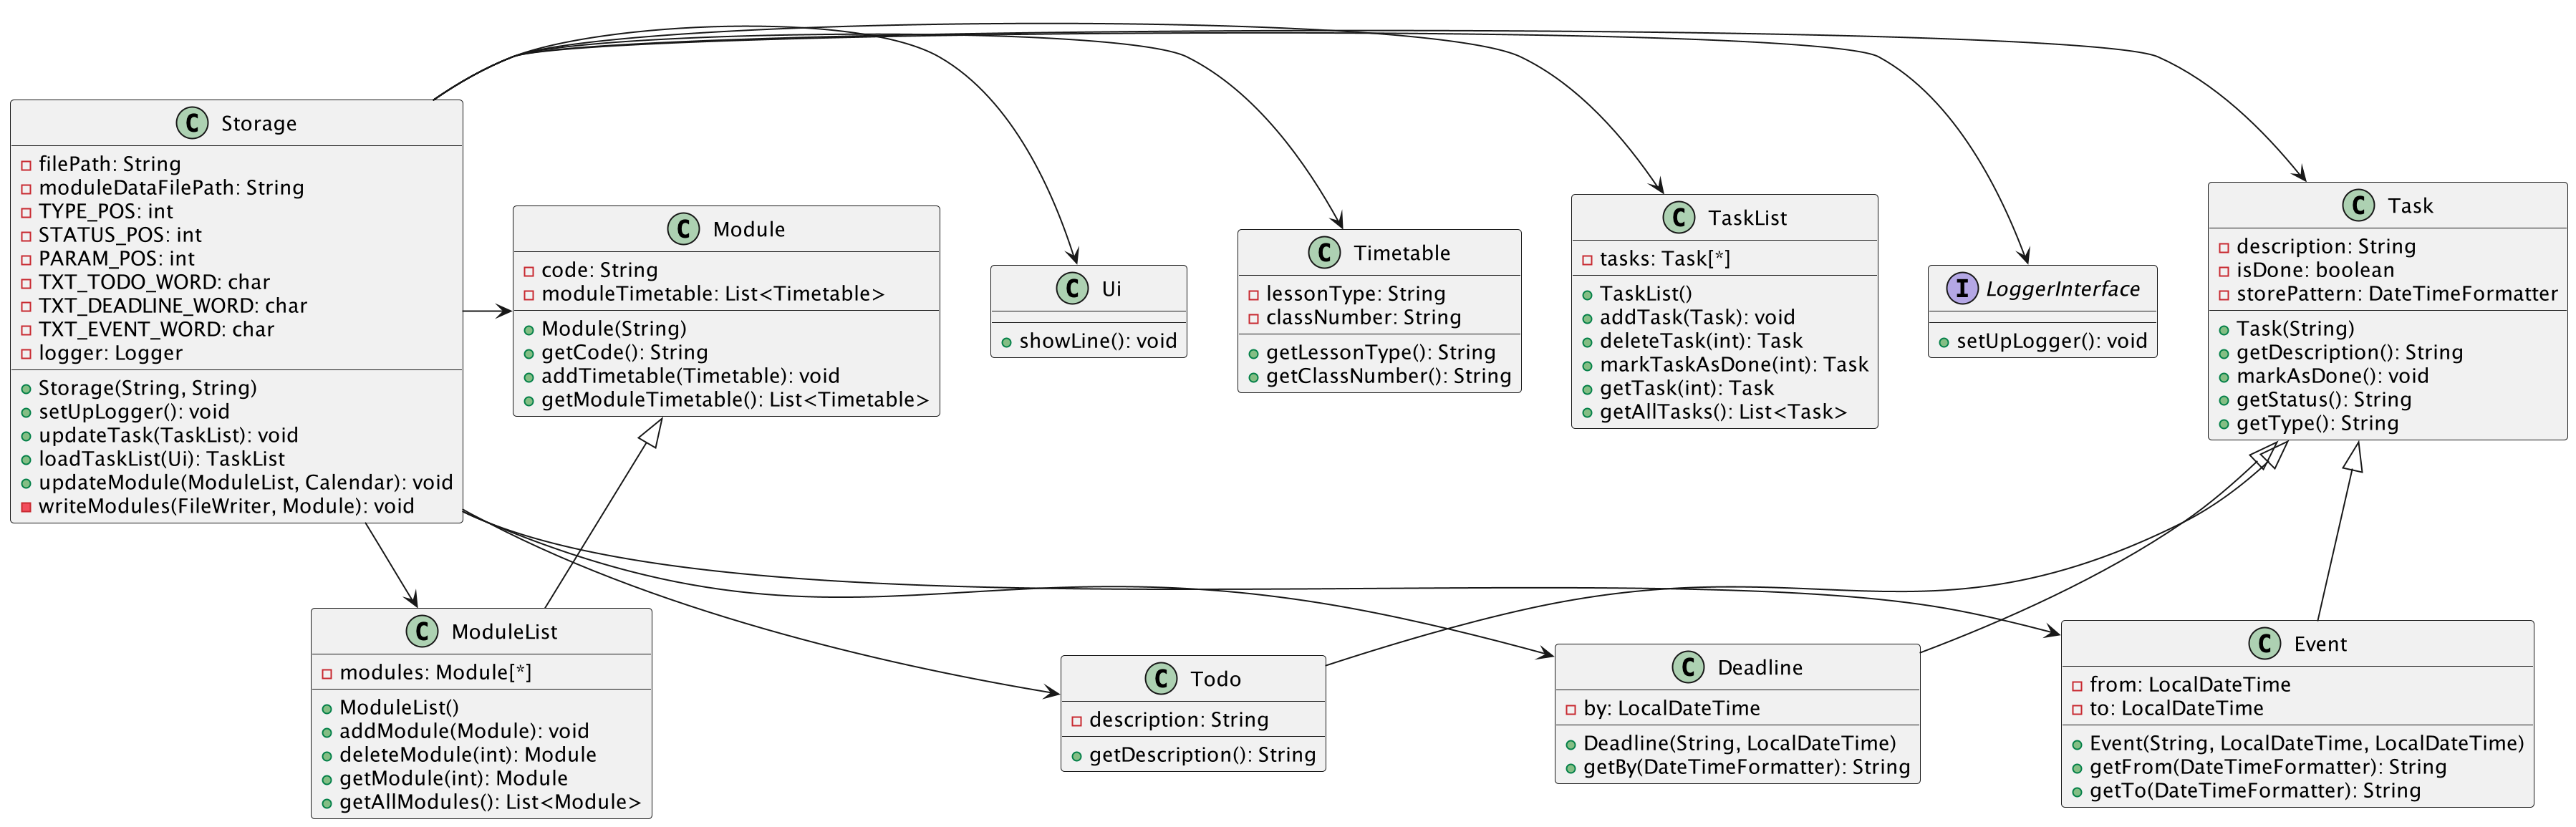 C Storage
filePath: String
moduleDataFilePath: String
TYPE_POS: int
STATUS_POS: int
PARAM_POS: int
TXT_TODO_WORD: char
TXT_DEADLINE_WORD: char
TXT_EVENT_WORD: char
logger: Logger
Storage(String, String)
setUpLogger(): void
updateTask(TaskList): void
loadTaskList(Ui): TaskList
updateModule(ModuleList, Calendar): void
writeModules(FileWriter, Module): void
C Module
code: String
moduleTimetable: List<Timetable>
Module(String)
getCode(): String
addTimetable(Timetable): void
getModuleTimetable(): List<Timetable>
C Ui
showLine(): void
C Timetable
lessonType: String
classNumber: String
getLessonType(): String
getClassNumber(): String
C TaskList
tasks: Task[*]
TaskList()
addTask(Task): void
deleteTask(int): Task
markTaskAsDone(int): Task
getTask(int): Task
getAllTasks(): List<Task>
I LoggerInterface
setUpLogger(): void
C Task
description: String
isDone: boolean
storePattern: DateTimeFormatter
Task(String)
getDescription(): String
markAsDone(): void
getStatus(): String
getType(): String
C ModuleList
modules: Module[*]
ModuleList()
addModule(Module): void
deleteModule(int): Module
getModule(int): Module
getAllModules(): List<Module>
C Todo
description: String
getDescription(): String
C Deadline
by: LocalDateTime
Deadline(String, LocalDateTime)
getBy(DateTimeFormatter): String
C Event
from: LocalDateTime
to: LocalDateTime
Event(String, LocalDateTime, LocalDateTime)
getFrom(DateTimeFormatter): String
getTo(DateTimeFormatter): String